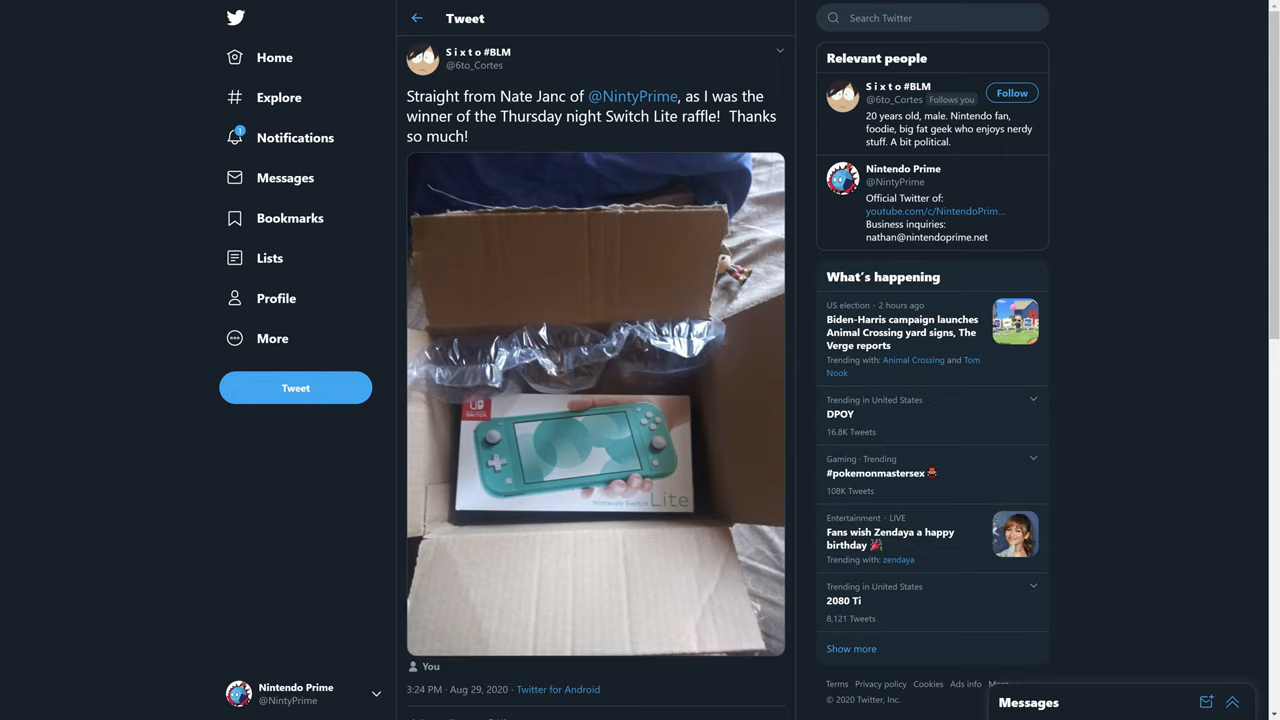 Home
Explore
1
Notifications
Messages
Bookmarks
Lists
Profile
More
Tweet
Nintendo Prime
@NintyPrime
Tweet
S i x t o #BLM
@6to_Cortes
Straight from Nate Janc of @NintyPrime, as I was the
winner of the Thursday night Switch Lite raffle!  Thanks
so much!
Nintendo Switch Lite
You
3:24 PM · Aug 29, 2020 · Twitter for Android
Search Twitter
Relevant people
S i x t o #BLM
@6to_Cortes Follows you
Follow
20 years old, male. Nintendo fan,
foodie, big fat geek who enjoys nerdy
stuff. A bit political.
Nintendo Prime
@NintyPrime
Official Twitter of:
youtube.com/c/NintendoPrim...
Business inquiries:
nathan@nintendoprime.net
What's happening
US election · 2 hours ago
Biden-Harris campaign launches
Animal Crossing yard signs, The
Verge reports
Trending with: Animal Crossing and Tom
Nook
Trending in United States
DPOY
16.8K Tweets
Gaming · Trending
#pokemonmastersex
108K Tweets
Entertainment · LIVE
Fans wish Zendaya a happy
birthday 🎉
Trending with: zendaya
Trending in United States
2080 Ti
8,121 Tweets
Show more
Terms Privacy policy Cookies Ads info
© 2020 Twitter, Inc.
Messages